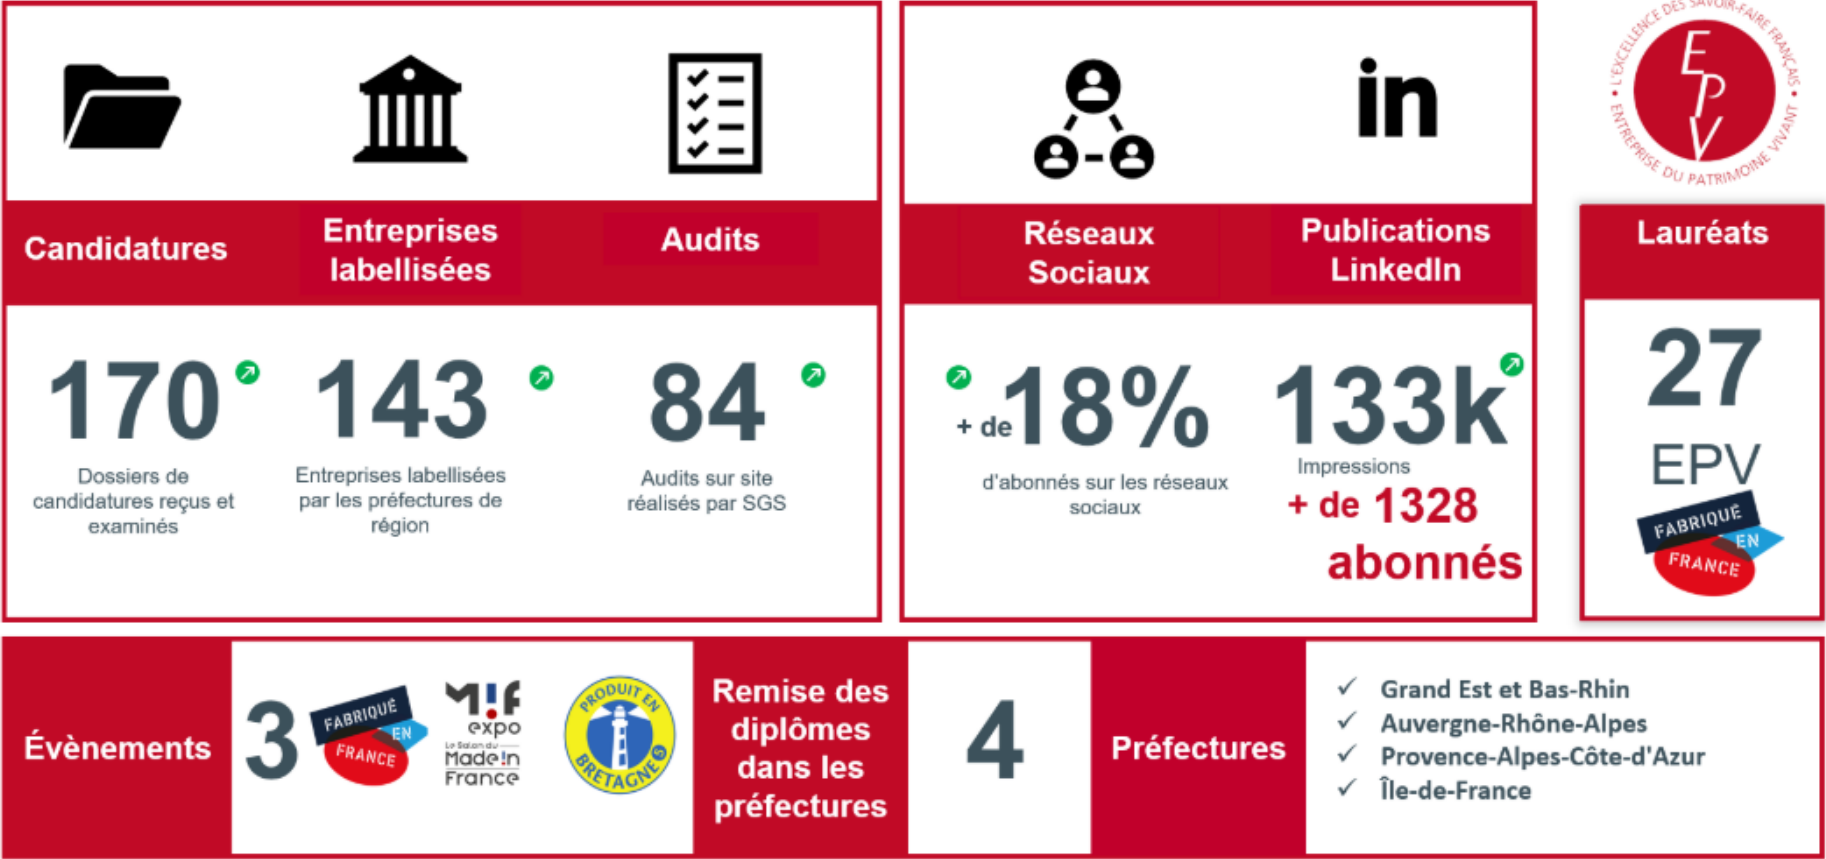 Candidatures
Entreprises
labellisées
Audits
170
Dossiers de
candidatures reçus et
examinés
143
Entreprises labellisées
par les préfectures de
région
84
Audits sur site
réalisés par SGS
in
Réseaux
Sociaux
Publications
LinkedIn
+ de 18%
d'abonnés sur les réseaux
sociaux
133k
Impressions
+ de 1328
abonnés
L'EXCELLENCE DES SAVOIR-FAIRE FRANÇAIS
EPV
ENTREPRISE DU PATRIMOINE VIVANT
Lauréats
27
EPV
FABRIQUÉ
EN
FRANCE
Évènements
3
FABRIQUÉ
EN
FRANCE
M!F
expo
Le Salon du
Made!n
France
PRODUIT EN
BRETAGNE
Remise des
diplômes
dans les
préfectures
4
Préfectures
✓ Grand Est et Bas-Rhin
✓ Auvergne-Rhône-Alpes
✓ Provence-Alpes-Côte-d'Azur
✓ Île-de-France